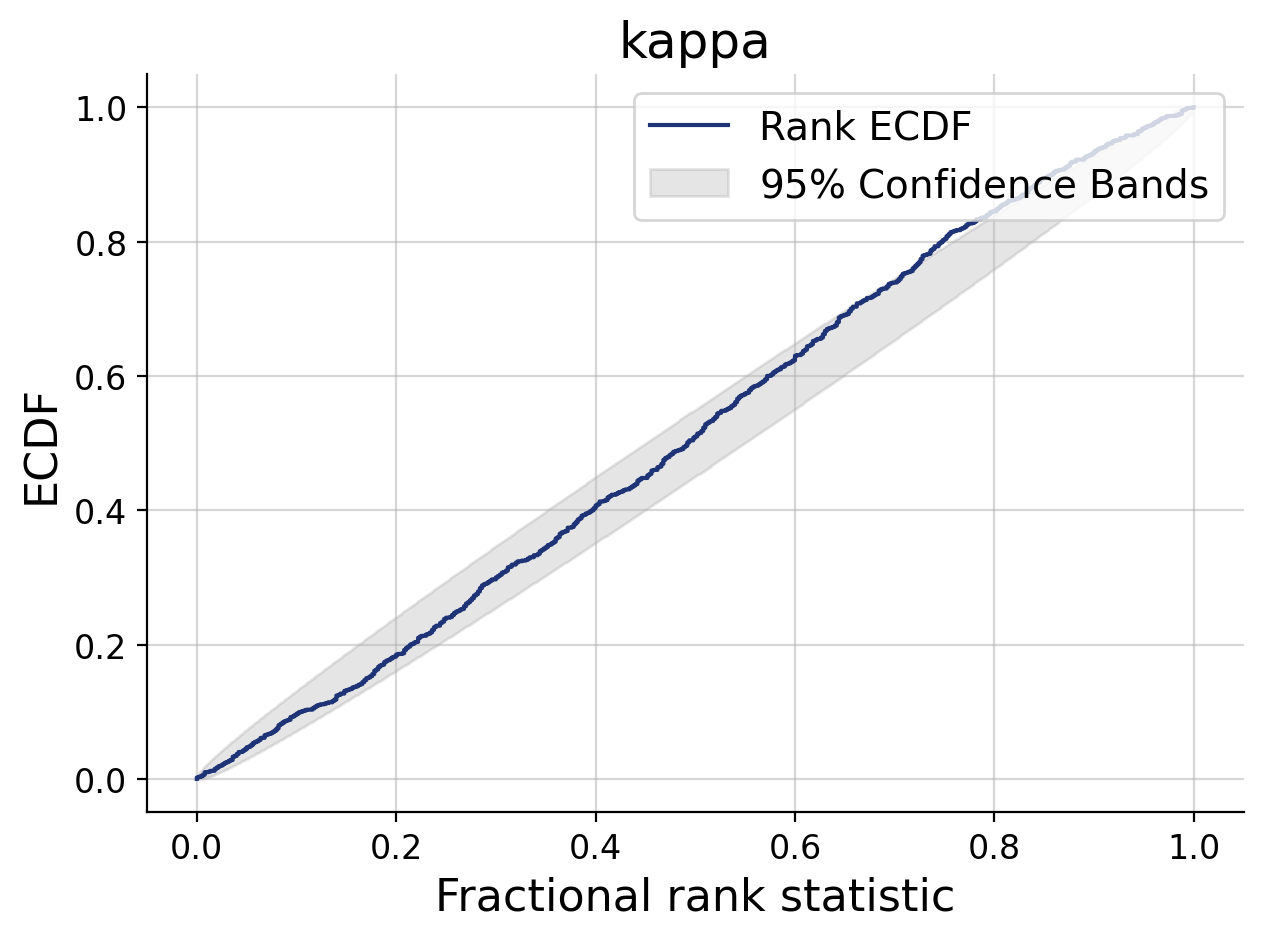 kappa
Rank ECDF
95% Confidence Bands
ECDF
1.0
0.8
0.6
0.4
0.2
0.0
0.0 0.2 0.4 0.6 0.8 1.0
Fractional rank statistic